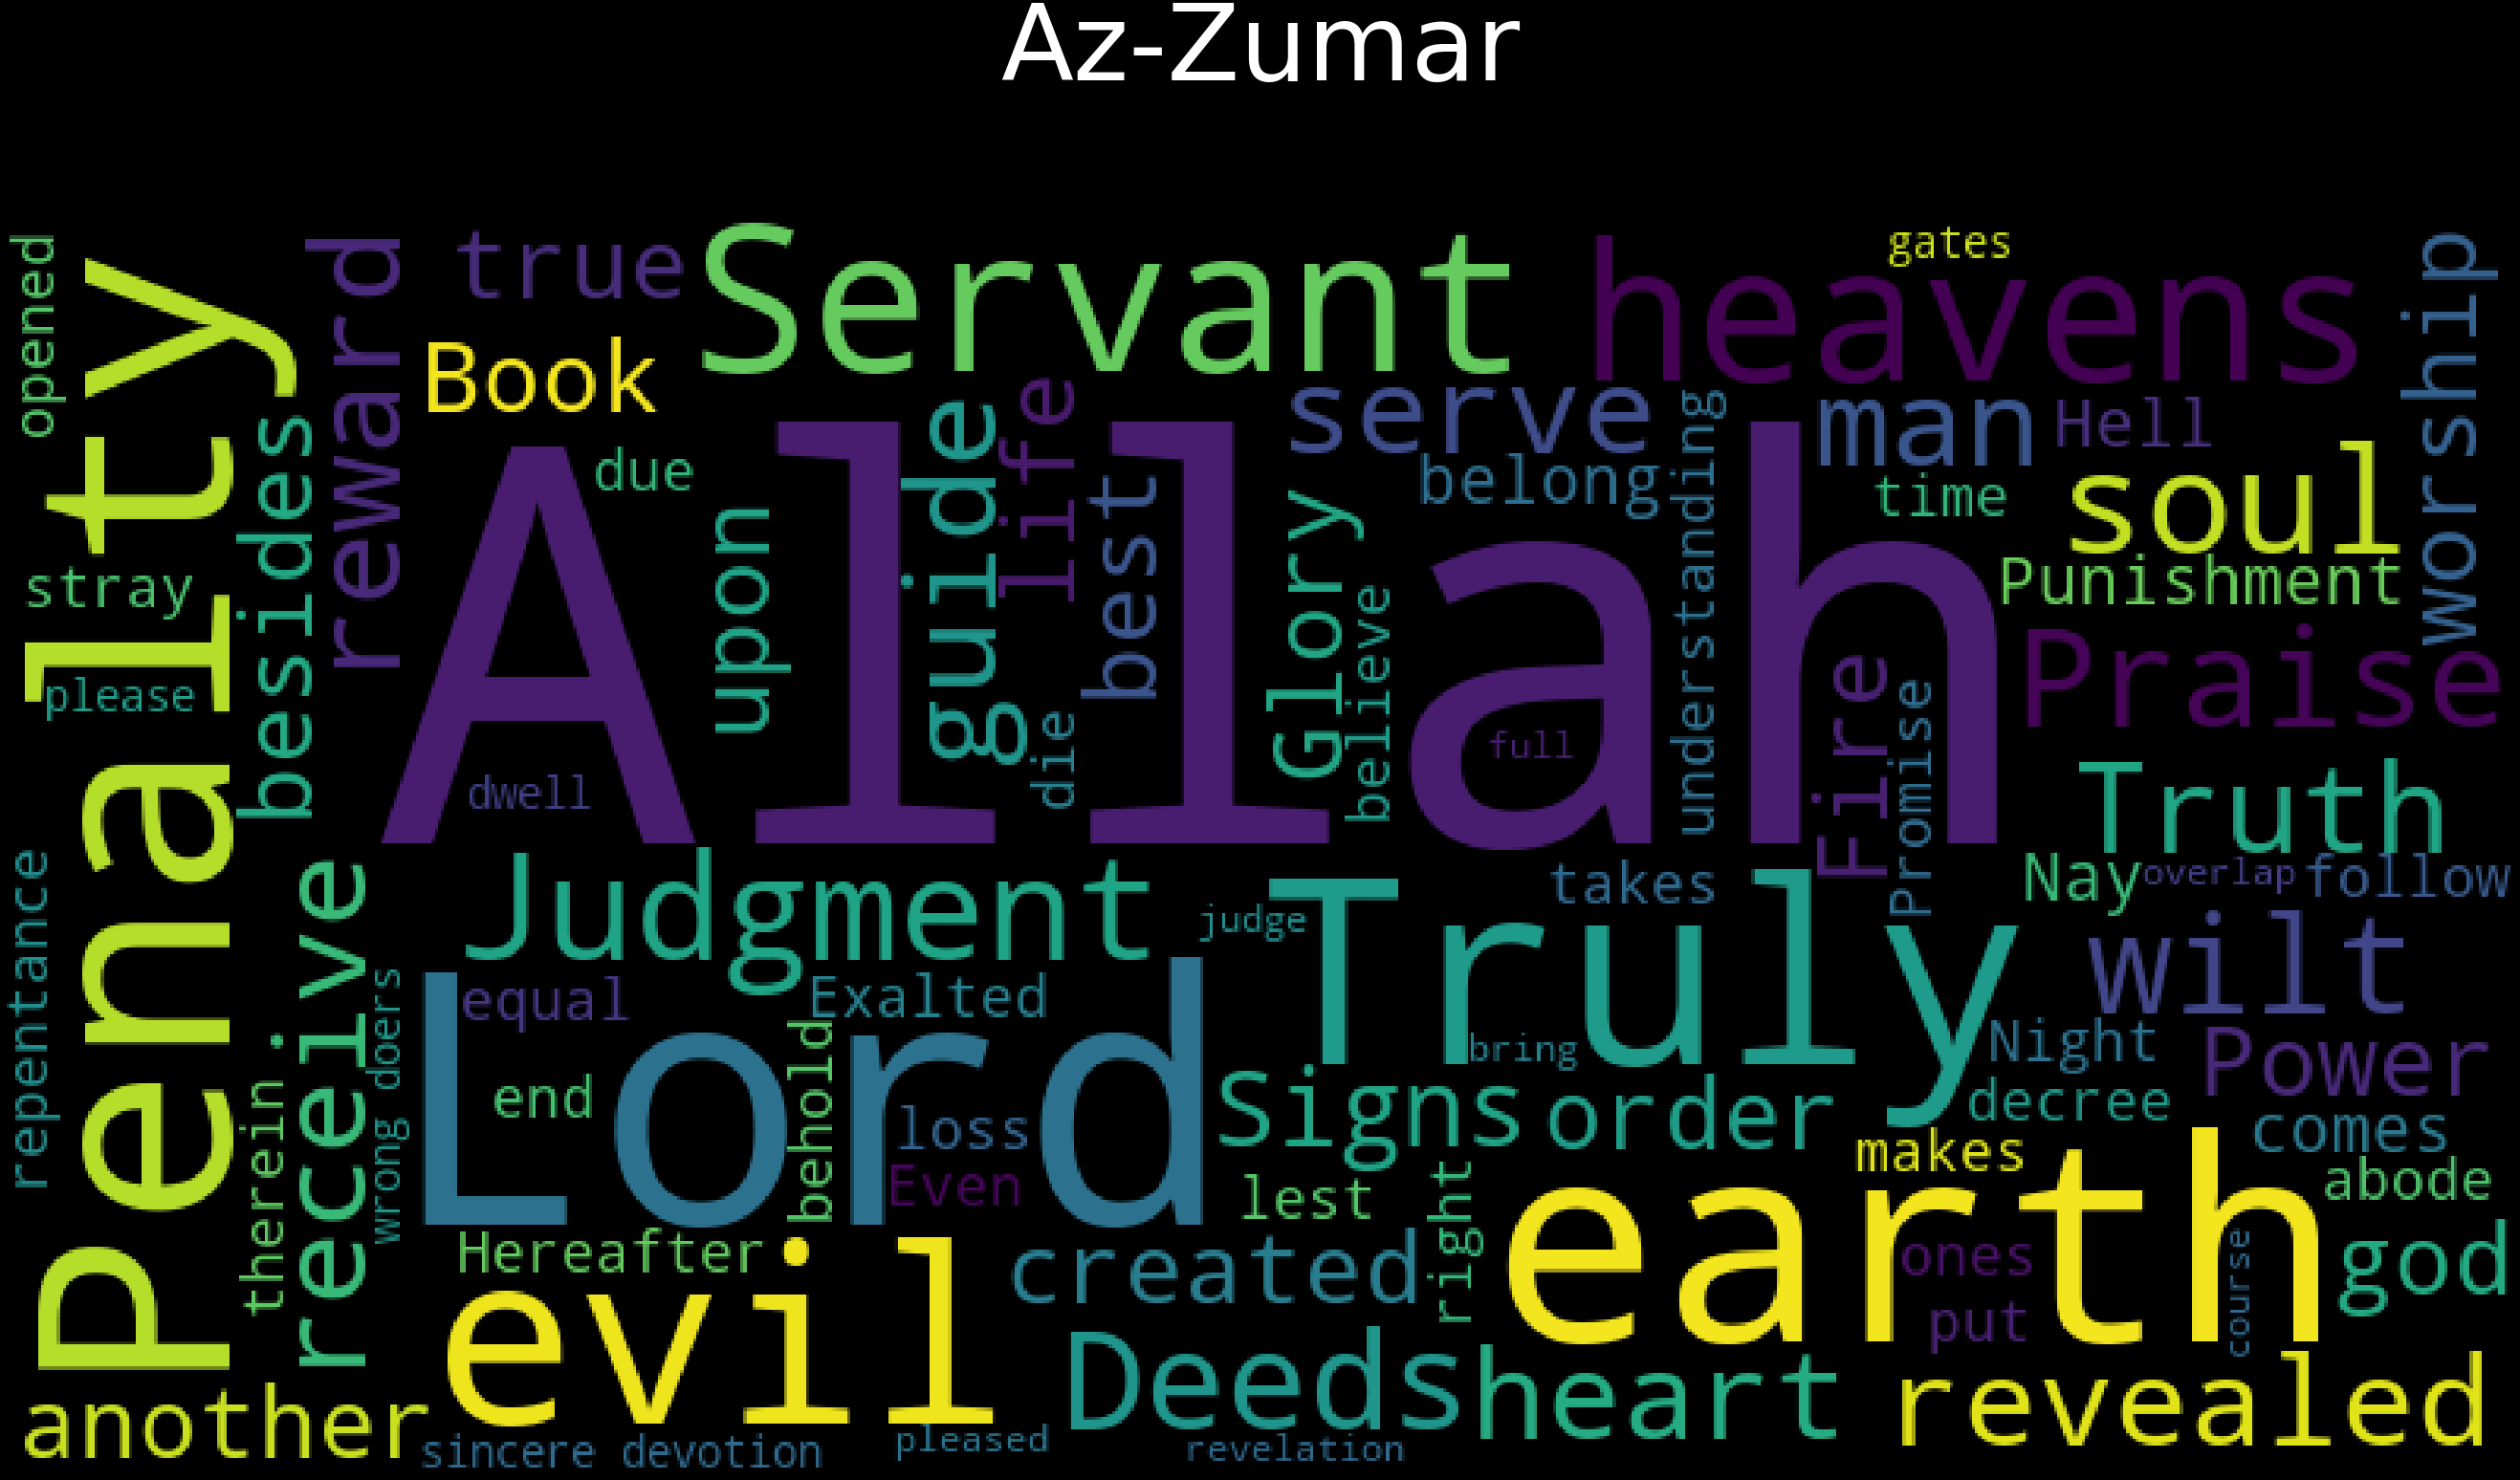 Az-Zumar
opened
Penalty
reward
true
Servant
heavens
gates
worship
Book
besides
due
guide
life
serve
belong
understanding
man
Hell
time
soul
Punishment
stray
please
upon
best
Glory
believe
Allah
dwell
die
full
Fire
Promise
Praise
Truth
Nay
overlap
follow
repentance
receive
wrong doers
therein
Judgment
judge
takes
Truly
wilt
equal
Exalted
Lord
end
behold
loss
Even
bring
Night
Power
decree
comes
Signs
order
makes
abode
lest
right
Hereafter
evil
created
earth
ones
put
course
god
another
Deeds
heart
revealed
sincere devotion
pleased
revelation